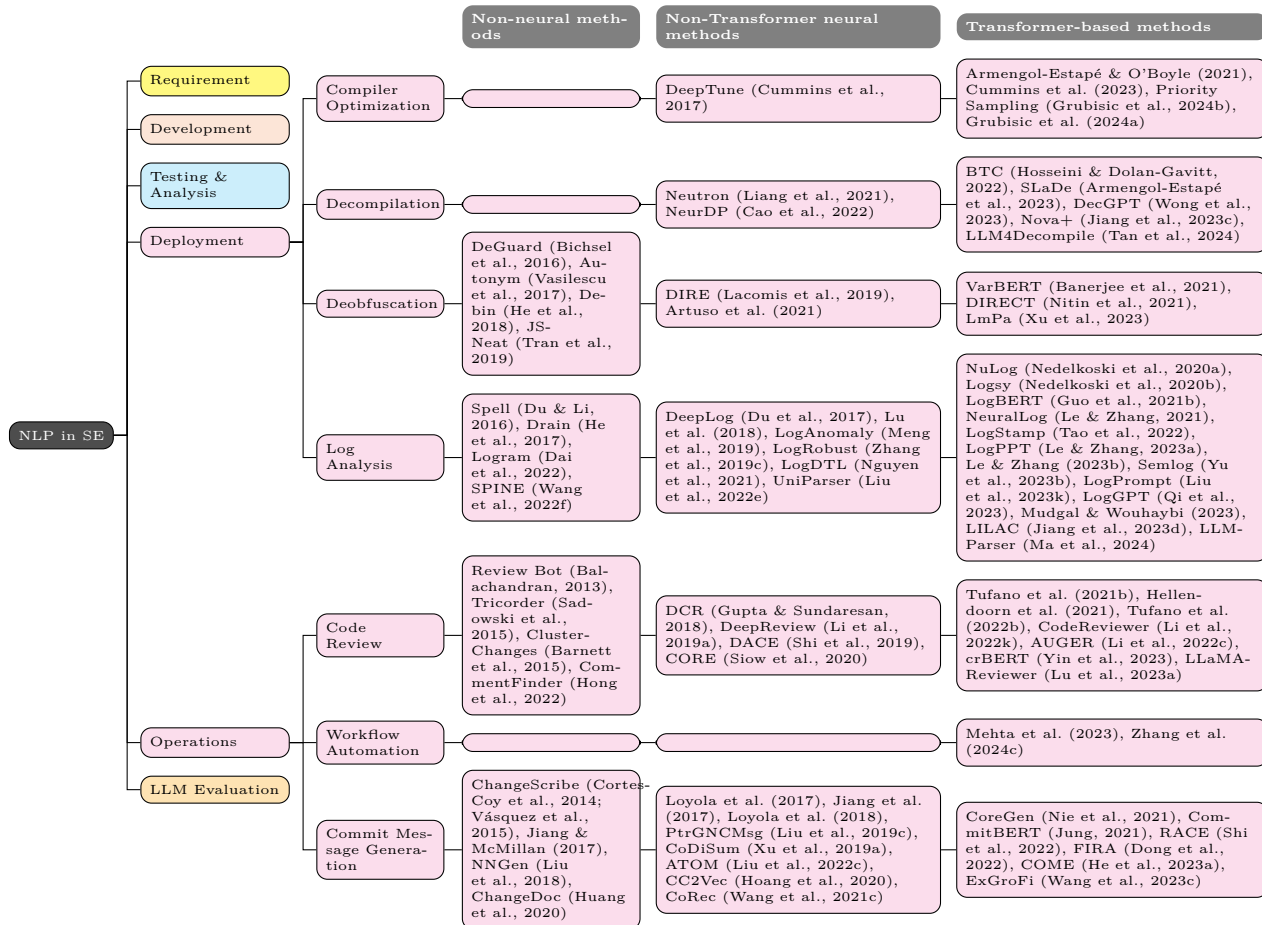 Non-neural meth-
ods
Non-Transformer neural
methods
Transformer-based methods
NLP in SE
Requirement
Development
Testing &
Analysis
Deployment
Compiler
Optimization
DeepTune (Cummins et al.,
2017)
Armengol-Estapé & O'Boyle (2021),
Cummins et al. (2023), Priority
Sampling (Grubisic et al., 2024b),
Grubisic et al. (2024a)
Decompilation
Neutron (Liang et al., 2021),
NeurDP (Cao et al., 2022)
BTC (Hosseini & Dolan-Gavitt,
2022), SLaDe (Armengol-Estapé
et al., 2023), DecGPT (Wong et al.,
2023), Nova+ (Jiang et al., 2023c),
LLM4Decompile (Tan et al., 2024)
Deobfuscation
DeGuard (Bichsel
et al., 2016), Au-
tonym (Vasilescu
et al., 2017), De-
bin (He et al.,
2018), JS-
Neat (Tran et al.,
2019)
DIRE (Lacomis et al., 2019),
Artuso et al. (2021)
VarBERT (Banerjee et al., 2021),
DIRECT (Nitin et al., 2021),
LmPa (Xu et al., 2023)
Log
Analysis
Spell (Du & Li,
2016), Drain (He
et al., 2017),
Logram (Dai
et al., 2022),
SPINE (Wang
et al., 2022f)
DeepLog (Du et al., 2017), Lu
et al. (2018), LogAnomaly (Meng
et al., 2019), LogRobust (Zhang
et al., 2019c), LogDTL (Nguyen
et al., 2021), UniParser (Liu
et al., 2022e)
NuLog (Nedelkoski et al., 2020a),
Logsy (Nedelkoski et al., 2020b),
LogBERT (Guo et al., 2021b),
NeuralLog (Le & Zhang, 2021),
LogStamp (Tao et al., 2022),
LogPPT (Le & Zhang, 2023a),
Le & Zhang (2023b), Semlog (Yu
et al., 2023b), LogPrompt (Liu
et al., 2023k), LogGPT (Qi et al.,
2023), Mudgal & Wouhaybi (2023),
LILAC (Jiang et al., 2023d), LLM-
Parser (Ma et al., 2024)
Operations
Code
Review
Review Bot (Bal-
achandran, 2013),
Tricorder (Sad-
owski et al.,
2015), Cluster-
Changes (Barnett
et al., 2015), Com-
mentFinder (Hong
et al., 2022)
DCR (Gupta & Sundaresan,
2018), DeepReview (Li et al.,
2019a), DACE (Shi et al., 2019),
CORE (Siow et al., 2020)
Tufano et al. (2021b), Hellen-
doorn et al. (2021), Tufano et al.
(2022b), CodeReviewer (Li et al.,
2022k), AUGER (Li et al., 2022c),
crBERT (Yin et al., 2023), LLaMA-
Reviewer (Lu et al., 2023a)
Workflow
Automation
Mehta et al. (2023), Zhang et al.
(2024c)
Commit Mes-
sage Genera-
tion
ChangeScribe (Cortes-
Coy et al., 2014;
Vásquez et al.,
2015), Jiang &
McMillan (2017),
NNGen (Liu
et al., 2018),
ChangeDoc (Huang
et al., 2020)
Loyola et al. (2017), Jiang et al.
(2017), Loyola et al. (2018),
PtrGNCMsg (Liu et al., 2019c),
CoDiSum (Xu et al., 2019a),
ATOM (Liu et al., 2022c),
CC2Vec (Hoang et al., 2020),
CoRec (Wang et al., 2021c)
CoreGen (Nie et al., 2021), Com-
mitBERT (Jung, 2021), RACE (Shi
et al., 2022), FIRA (Dong et al.,
2022), COME (He et al., 2023a),
ExGroFi (Wang et al., 2023c)
LLM Evaluation